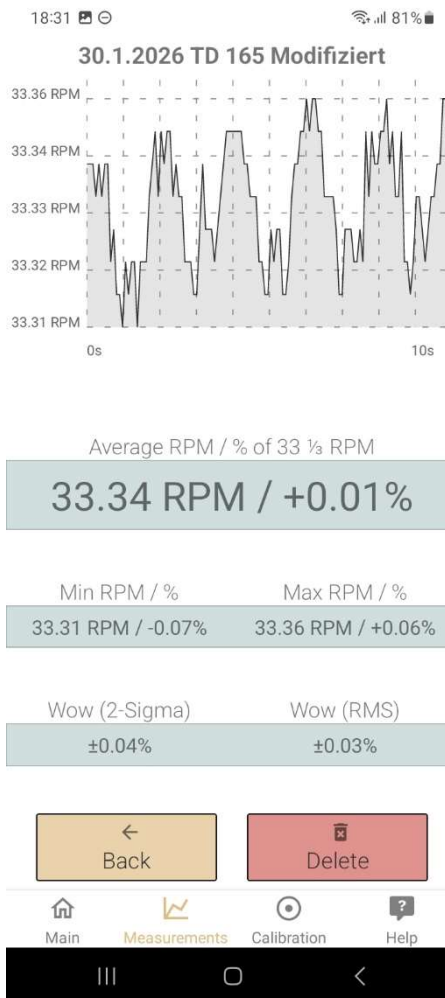 18:31 81%
30.1.2026 TD 165 Modifiziert
33.36 RPM
33.34 RPM
33.33 RPM
33.32 RPM
33.31 RPM
0s 10s
Average RPM / % of 33 ⅓ RPM
33.34 RPM / +0.01%
Min RPM / % Max RPM / %
33.31 RPM / -0.07% 33.36 RPM / +0.06%
Wow (2-Sigma) Wow (RMS)
±0.04% ±0.03%
Back Delete
Main Measurements Calibration Help